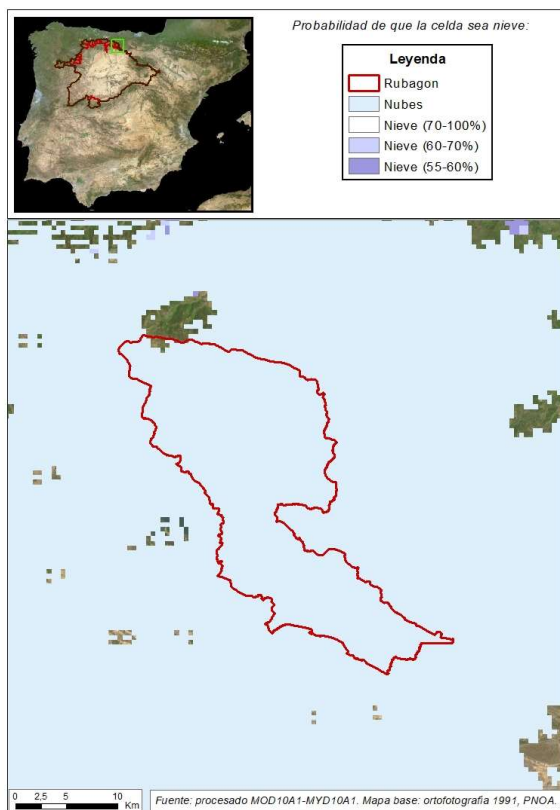 Probabilidad de que la celda sea nieve:
Leyenda
Rubagon
Nubes
Nieve (70-100%)
Nieve (60-70%)
Nieve (55-60%)
0 2,5 5 10
Km
Fuente: procesado MOD10A1-MYD10A1. Mapa base: ortofotografía 1991, PNOA.